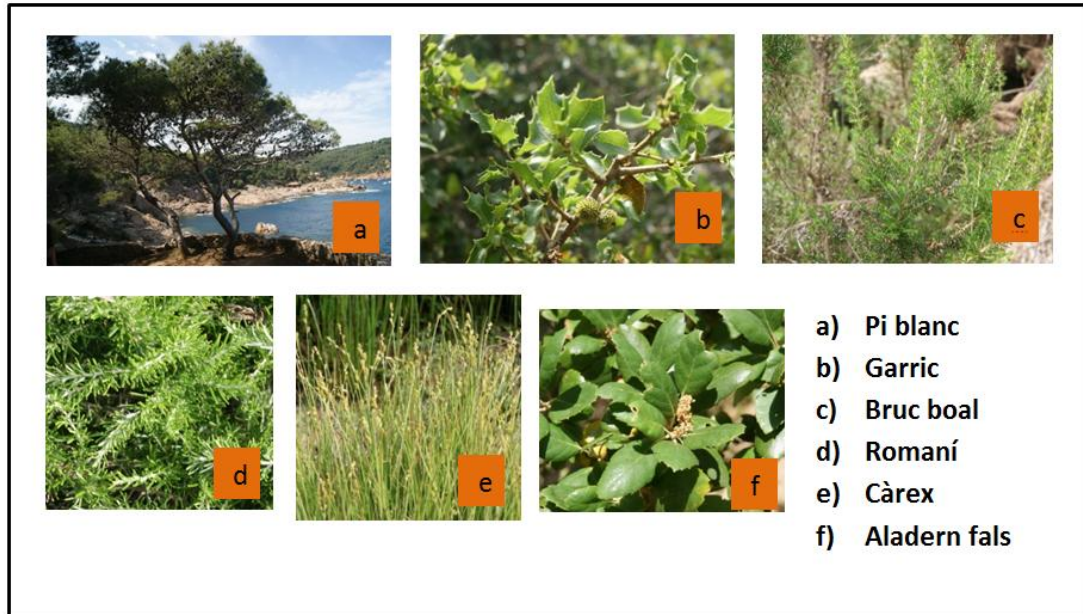 a
b
c
d
e
f
a) Pi blanc
b) Garric
c) Bruc boal
d) Romaní
e) Càrex
f) Aladern fals